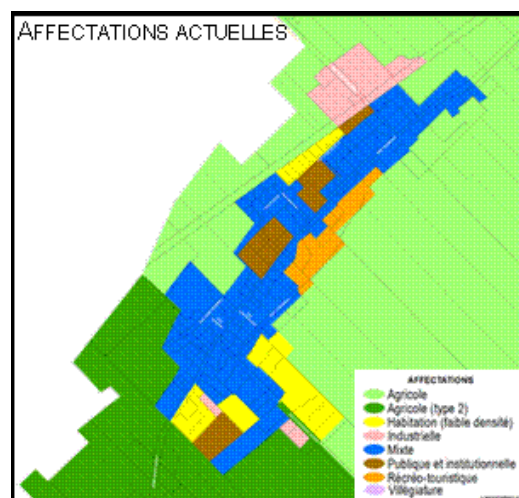 AFFECTATIONS ACTUELLES
AFFECTATIONS
Agricole
Agricole (type 2)
Habitation (faible densité)
Industrielle
Mixte
Publique et institutionnelle
Récréo-touristique
Villégiature